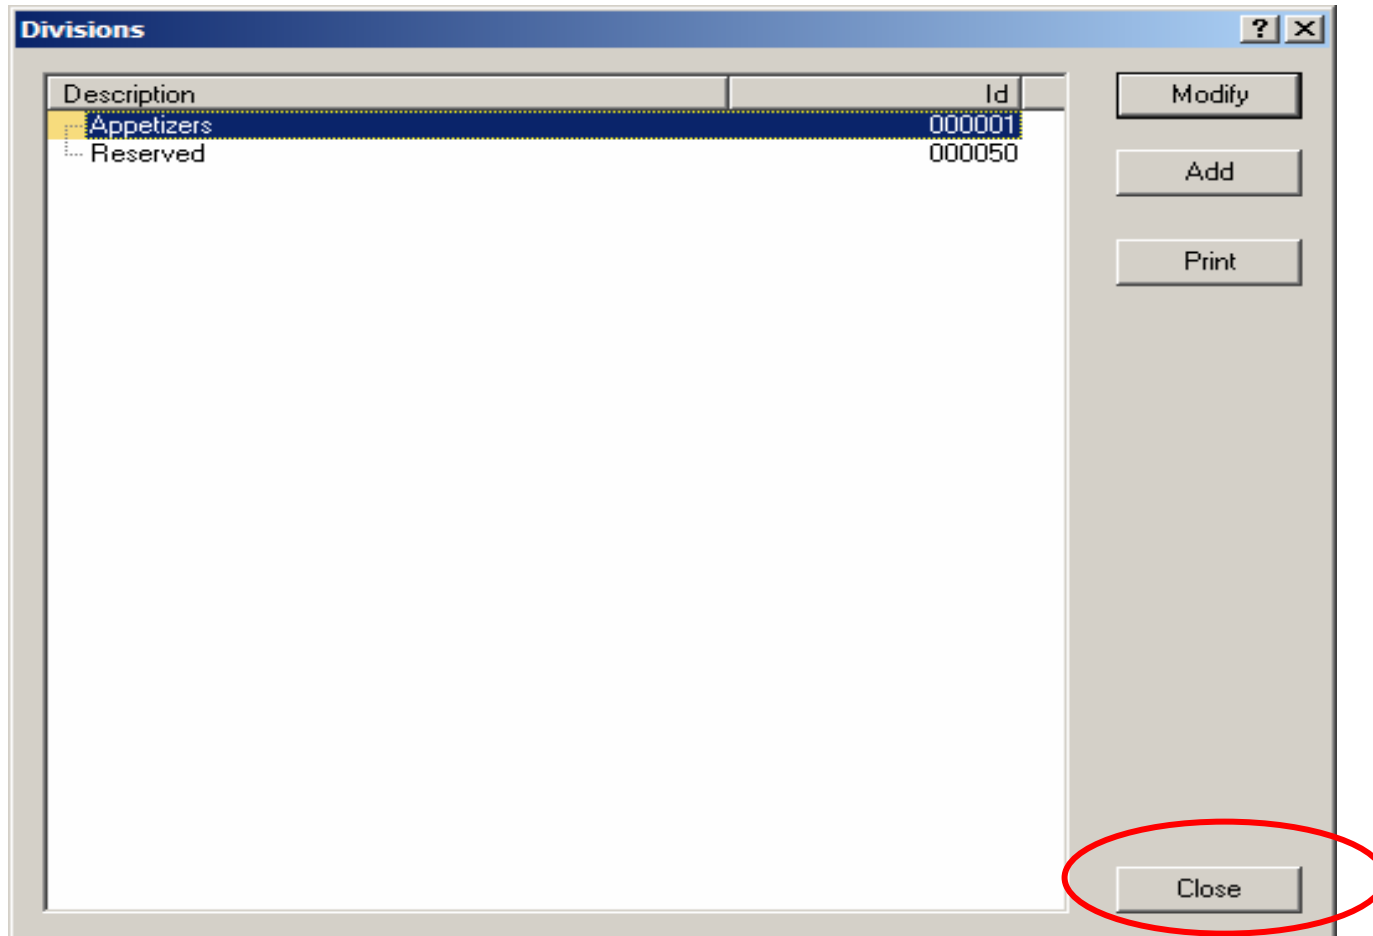 Divisions
Description Id
Appetizers 000001
Reserved 000050
Modify
Add
Print
Close